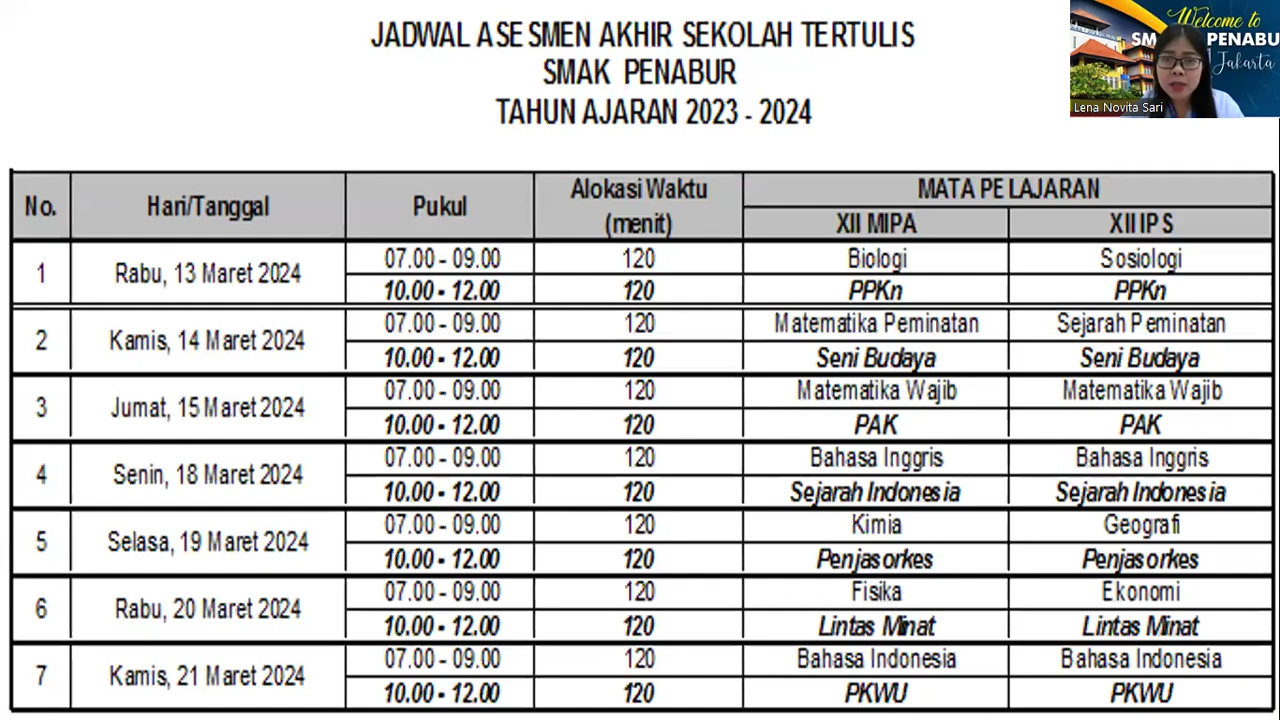 JADWAL ASESMEN AKHIR SEKOLAH TERTULIS
SMAK PENABUR
TAHUN AJARAN 2023 - 2024
Welcome to
SM PENABU
Jakarta
Lena Novita Sari
No. Hari/Tanggal Pukul Alokasi Waktu (menit) MATA PELAJARAN
XII MIPA XII IPS
1 Rabu, 13 Maret 2024 07.00 - 09.00 120 Biologi Sosiologi
10.00 - 12.00 120 PPKn PPKn
2 Kamis, 14 Maret 2024 07.00 - 09.00 120 Matematika Peminatan Sejarah Peminatan
10.00 - 12.00 120 Seni Budaya Seni Budaya
3 Jumat, 15 Maret 2024 07.00 - 09.00 120 Matematika Wajib Matematika Wajib
10.00 - 12.00 120 PAK PAK
4 Senin, 18 Maret 2024 07.00 - 09.00 120 Bahasa Inggris Bahasa Inggris
10.00 - 12.00 120 Sejarah Indonesia Sejarah Indonesia
5 Selasa, 19 Maret 2024 07.00 - 09.00 120 Kimia Geografi
10.00 - 12.00 120 Penjasorkes Penjasorkes
6 Rabu, 20 Maret 2024 07.00 - 09.00 120 Fisika Ekonomi
10.00 - 12.00 120 Lintas Minat Lintas Minat
7 Kamis, 21 Maret 2024 07.00 - 09.00 120 Bahasa Indonesia Bahasa Indonesia
10.00 - 12.00 120 PKWU PKWU